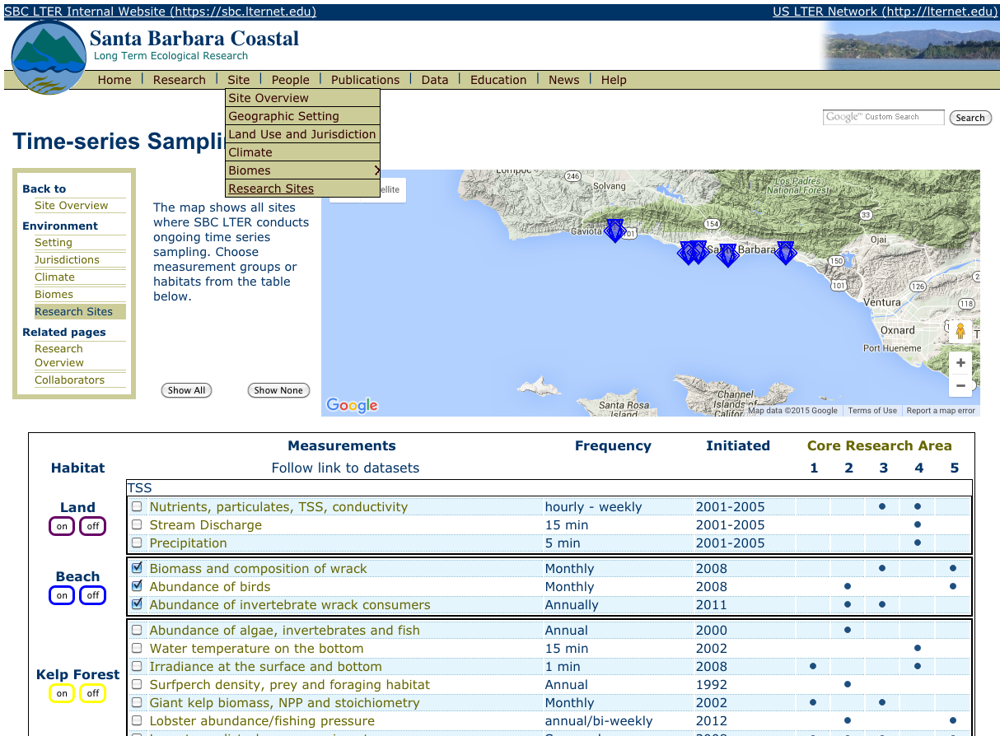 SBC LTER Internal Website (https://sbc.lternet.edu) US LTER Network (http://lternet.edu)
Santa Barbara Coastal
Long Term Ecological Research
Home Research Site People Publications Data Education News Help
Site Overview
Geographic Setting
Land Use and Jurisdiction
Climate
Biomes
Research Sites
Google™ Custom Search Search
Time-series Sampli
Back to
Site Overview
Environment
Setting
Jurisdictions
Climate
Biomes
Research Sites
Related pages
Research
Overview
Collaborators
The map shows all sites
where SBC LTER conducts
ongoing time series
sampling. Choose
measurement groups or
habitats from the table
below.
Show All Show None
ellite
Lompoc
246
Solvang
Los Padres
National Forest
33
154
Gaviota
101
Santa Barbara
Ojai
150
101
126
2
118
Ventura
Oxnard
1
T
Port Hueneme
+
−
Channel
Islands of
Califor
Santa Rosa
Island
Google
Map data ©2015 Google Terms of Use Report a map error
Measurements Frequency Initiated Core Research Area
Habitat Follow link to datasets 1 2 3 4 5
TSS
Land
on off
Nutrients, particulates, TSS, conductivity hourly - weekly 2001-2005
Stream Discharge 15 min 2001-2005
Precipitation 5 min 2001-2005
Beach
on off
Biomass and composition of wrack Monthly 2008
Abundance of birds Monthly 2008
Abundance of invertebrate wrack consumers Annually 2011
Kelp Forest
on off
Abundance of algae, invertebrates and fish Annual 2000
Water temperature on the bottom 15 min 2002
Irradiance at the surface and bottom 1 min 2008
Surfperch density, prey and foraging habitat Annual 1992
Giant kelp biomass, NPP and stoichiometry Monthly 2002
Lobster abundance/fishing pressure annual/bi-weekly 2012